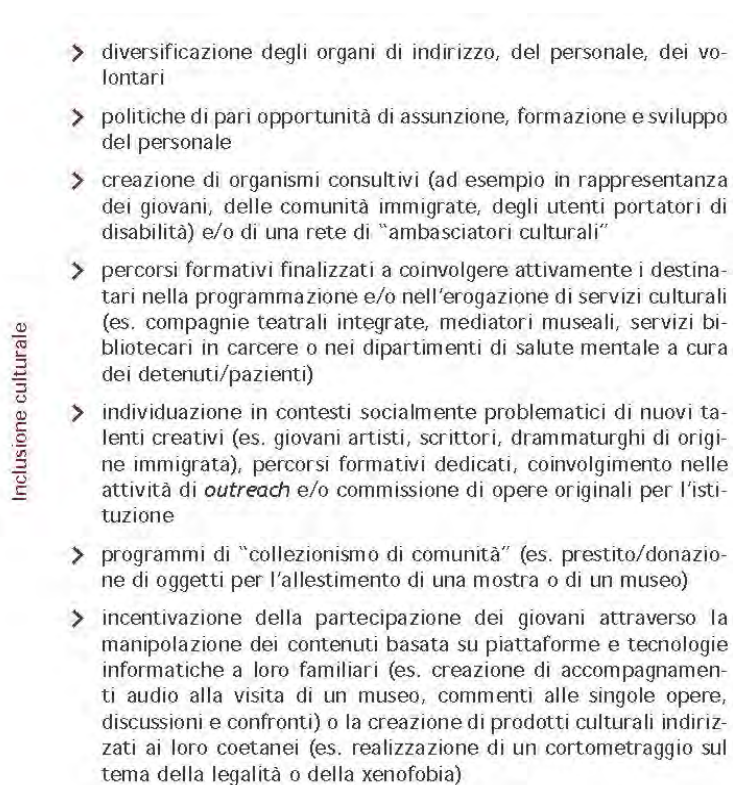 > diversificazione degli organi di indirizzo, del personale, dei vo-
lontari
> politiche di pari opportunità di assunzione, formazione e sviluppo
del personale
> creazione di organismi consultivi (ad esempio in rappresentanza
dei giovani, delle comunità immigrate, degli utenti portatori di
disabilità) e/o di una rete di "ambasciatori culturali"
> percorsi formativi finalizzati a coinvolgere attivamente i destina-
tari nella programmazione e/o nell'erogazione di servizi culturali
(es. compagnie teatrali integrate, mediatori museali, servizi bi-
bliotecari in carcere o nei dipartimenti di salute mentale a cura
dei detenuti/pazienti)
> individuazione in contesti socialmente problematici di nuovi ta-
lenti creativi (es. giovani artisti, scrittori, drammaturghi di origi-
ne immigrata), percorsi formativi dedicati, coinvolgimento nelle
attività di outreach e/o commissione di opere originali per l'isti-
tuzione
> programmi di "collezionismo di comunità" (es. prestito/donazio-
ne di oggetti per l'allestimento di una mostra o di un museo)
> incentivazione della partecipazione dei giovani attraverso la
manipolazione dei contenuti basata su piattaforme e tecnologie
informatiche a loro familiari (es. creazione di accompagnamen-
ti audio alla visita di un museo, commenti alle singole opere,
discussioni e confronti) o la creazione di prodotti culturali indiriz-
zati ai loro coetanei (es. realizzazione di un cortometraggio sul
tema della legalità o della xenofobia)
Inclusione culturale